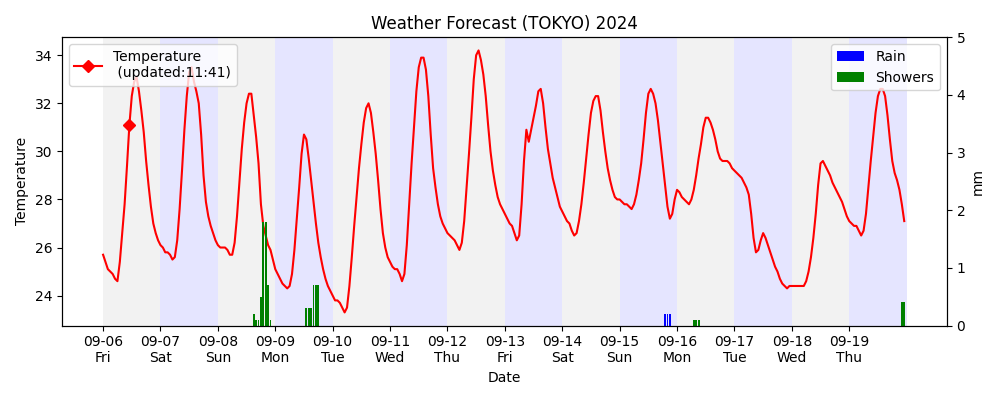 Weather Forecast (TOKYO) 2024
Temperature
(updated:11:41)
Rain
Showers
Temperature
34
32
30
28
26
24
mm
5
4
3
2
1
0
09-06 09-07 09-08 09-09 09-10 09-11 09-12 09-13 09-14 09-15 09-16 09-17 09-18 09-19
Fri Sat Sun Mon Tue Wed Thu Fri Sat Sun Mon Tue Wed Thu
Date